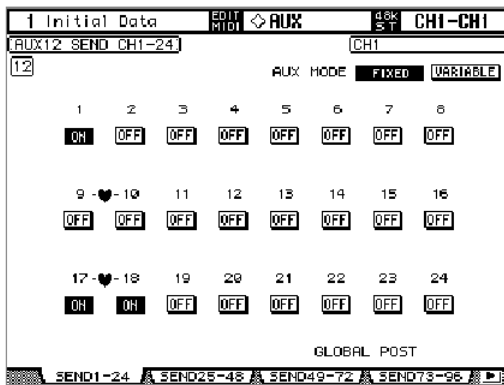 1 Initial Data EDIT MIDI AUX 48K ST CH1-CH1
AUX12 SEND CH1-24 CH1
12 AUX MODE FIXED VARIABLE
1 2 3 4 5 6 7 8
ON OFF OFF OFF OFF OFF OFF OFF
9 - ♥ - 10 11 12 13 14 15 16
OFF OFF OFF OFF OFF OFF OFF OFF
17 - ♥ - 18 19 20 21 22 23 24
ON ON OFF OFF OFF OFF OFF OFF
GLOBAL POST
SEND1-24 SEND25-48 SEND49-72 SEND73-96